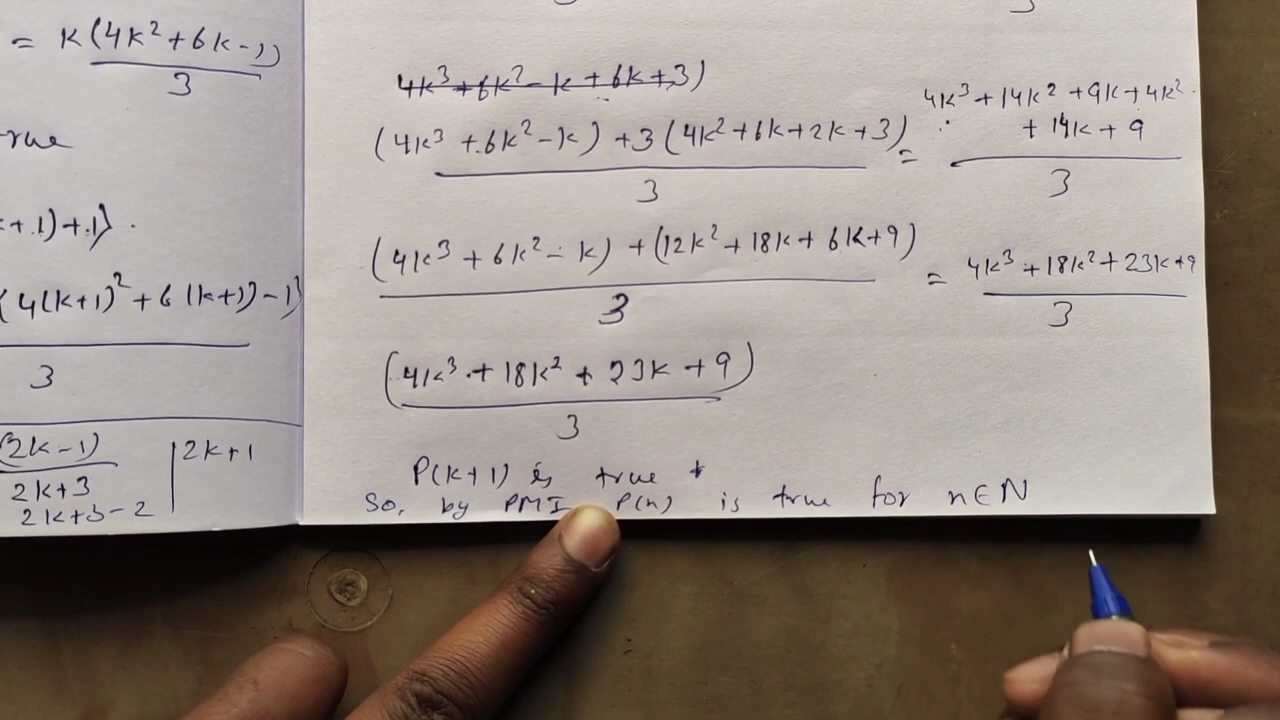 = k(4k²+6k-1)
3
rue
+1)+1}.
(4(k+1)²+6(k+1)-1}
3
(2k-1) | 2k+1
2k+3
2k+3-2
4k³+6k²-k+6k+3)
(4k³+6k²-k)+3(4k²+6k+2k+3)
3
= 4k³+14k²+9k+4k²
+14k+9
3
(4k³+6k²-k)+(12k²+18k+6k+9)
3
= 4k³+18k²+23k+9
3
(4k³+18k²+23k+9)
3
P(k+1) is true
So, by PMI P(n) is true for n∈N